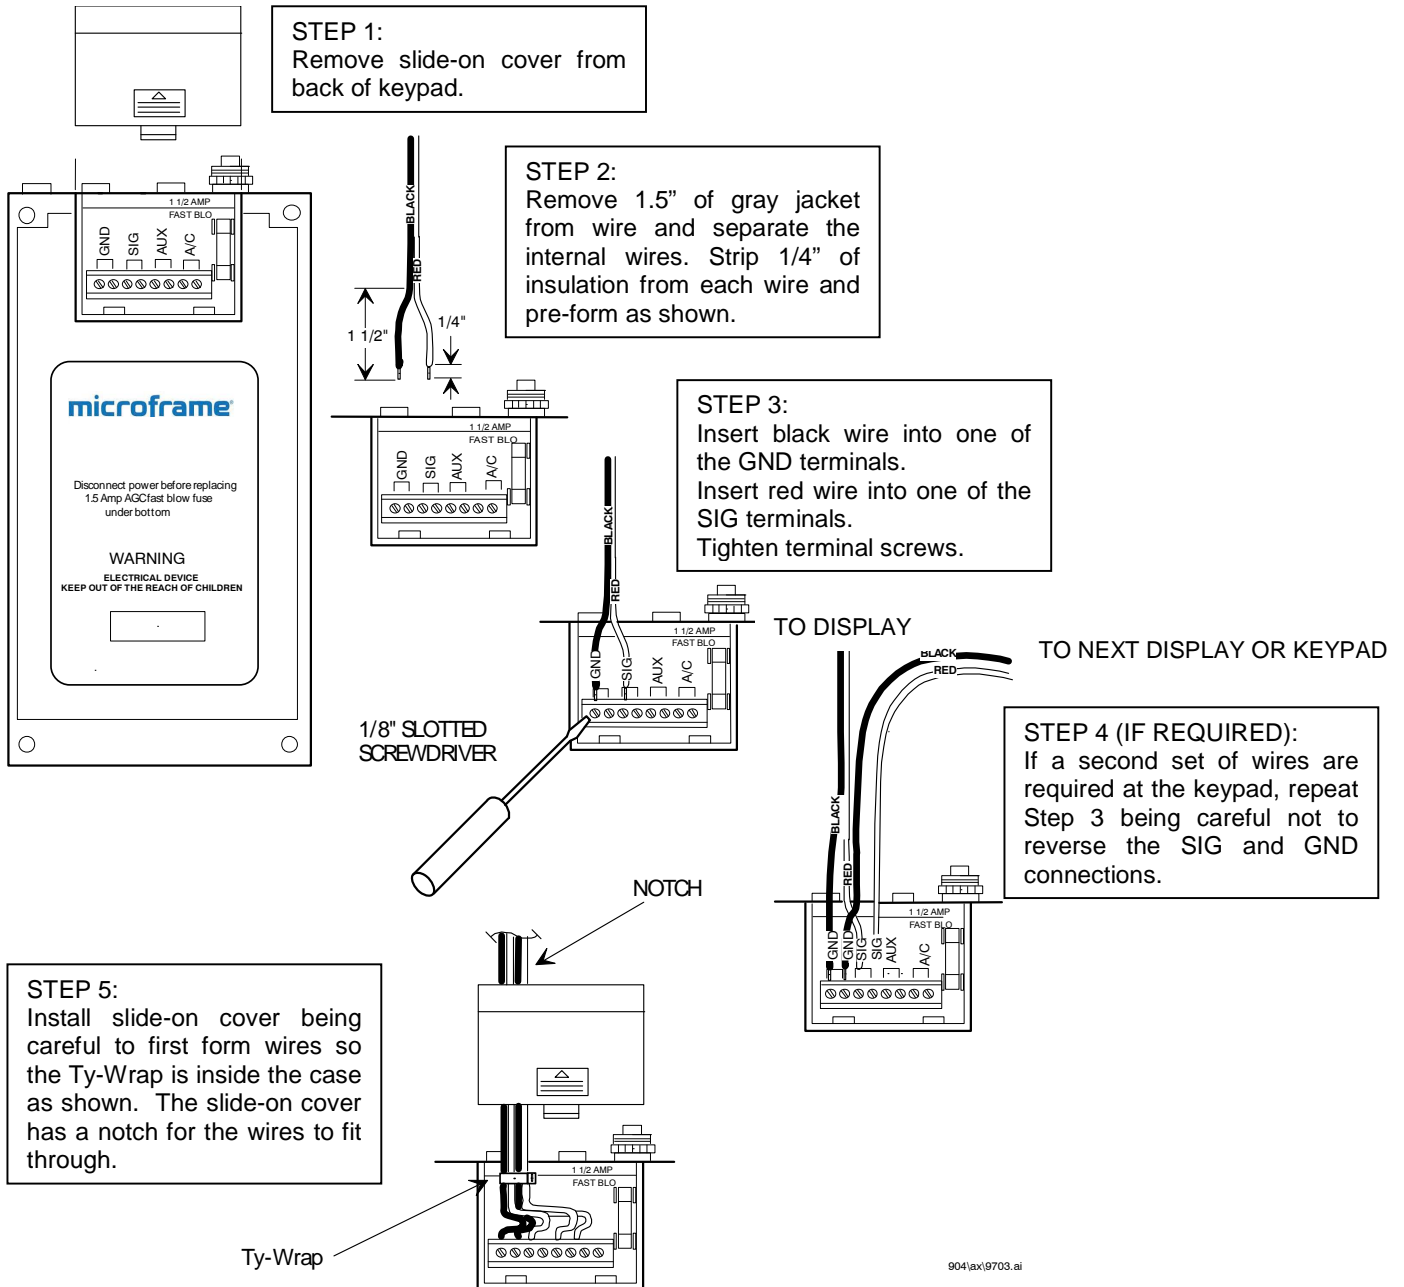 STEP 1:
Remove slide-on cover from
back of keypad.
1 1/2 AMP
FAST BLO
GND
SIG
AUX
A/C
microframe
Disconnect power before replacing
1.5 Amp AGCfast blow fuse
under bottom
WARNING
ELECTRICAL DEVICE
KEEP OUT OF THE REACH OF CHILDREN
BLACK
RED
1 1/2"
1/4"
STEP 2:
Remove 1.5” of gray jacket
from wire and separate the
internal wires. Strip 1/4” of
insulation from each wire and
pre-form as shown.
1 1/2 AMP
FAST BLO
GND
SIG
AUX
A/C
STEP 3:
Insert black wire into one of
the GND terminals.
Insert red wire into one of the
SIG terminals.
Tighten terminal screws.
BLACK
RED
1 1/2 AMP
FAST BLO
GND
SIG
AUX
A/C
1/8" SLOTTED
SCREWDRIVER
TO DISPLAY
TO NEXT DISPLAY OR KEYPAD
BLACK
RED
BLACK
RED
STEP 4 (IF REQUIRED):
If a second set of wires are
required at the keypad, repeat
Step 3 being careful not to
reverse the SIG and GND
connections.
1 1/2 AMP
FAST BLO
GND
GND
SIG
SIG
AUX
A/C
NOTCH
STEP 5:
Install slide-on cover being
careful to first form wires so
the Ty-Wrap is inside the case
as shown. The slide-on cover
has a notch for the wires to fit
through.
1 1/2 AMP
FAST BLO
Ty-Wrap
904\ax\9703.ai